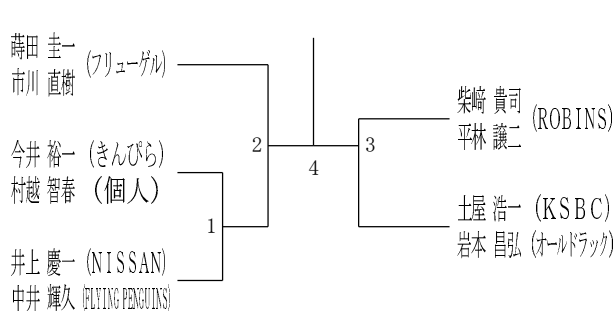 蒔田 圭一
市川 直樹
(フリューゲル)
今井 裕一 (きんぴら)
村越 智春 (個人)
井上 慶一 (NISSAN)
中井 輝久 (FLYING PENGUINS)
1
2
4
3
柴﨑 貴司
平林 譲二
(ROBINS)
土屋 浩一 (KSBC)
岩本 昌弘 (オールドラック)